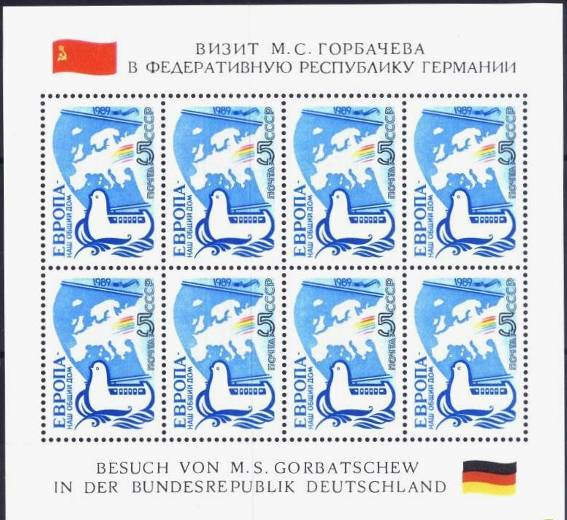 ВИЗИТ М.С. ГОРБАЧЕВА
В ФЕДЕРАТИВНУЮ РЕСПУБЛИКУ ГЕРМАНИИ
1989
ЕВРОПА-
НАШ ОБЩИЙ ДОМ
ПОЧТА 5 СССР
1989
ЕВРОПА-
НАШ ОБЩИЙ ДОМ
ПОЧТА 5 СССР
1989
ЕВРОПА-
НАШ ОБЩИЙ ДОМ
ПОЧТА 5 СССР
1989
ЕВРОПА-
НАШ ОБЩИЙ ДОМ
ПОЧТА 5 СССР
1989
ЕВРОПА-
НАШ ОБЩИЙ ДОМ
ПОЧТА 5 СССР
1989
ЕВРОПА-
НАШ ОБЩИЙ ДОМ
ПОЧТА 5 СССР
1989
ЕВРОПА-
НАШ ОБЩИЙ ДОМ
ПОЧТА 5 СССР
1989
ЕВРОПА-
НАШ ОБЩИЙ ДОМ
ПОЧТА 5 СССР
BESUCH VON M.S. GORBATSCHEW
IN DER BUNDESREPUBLIK DEUTSCHLAND